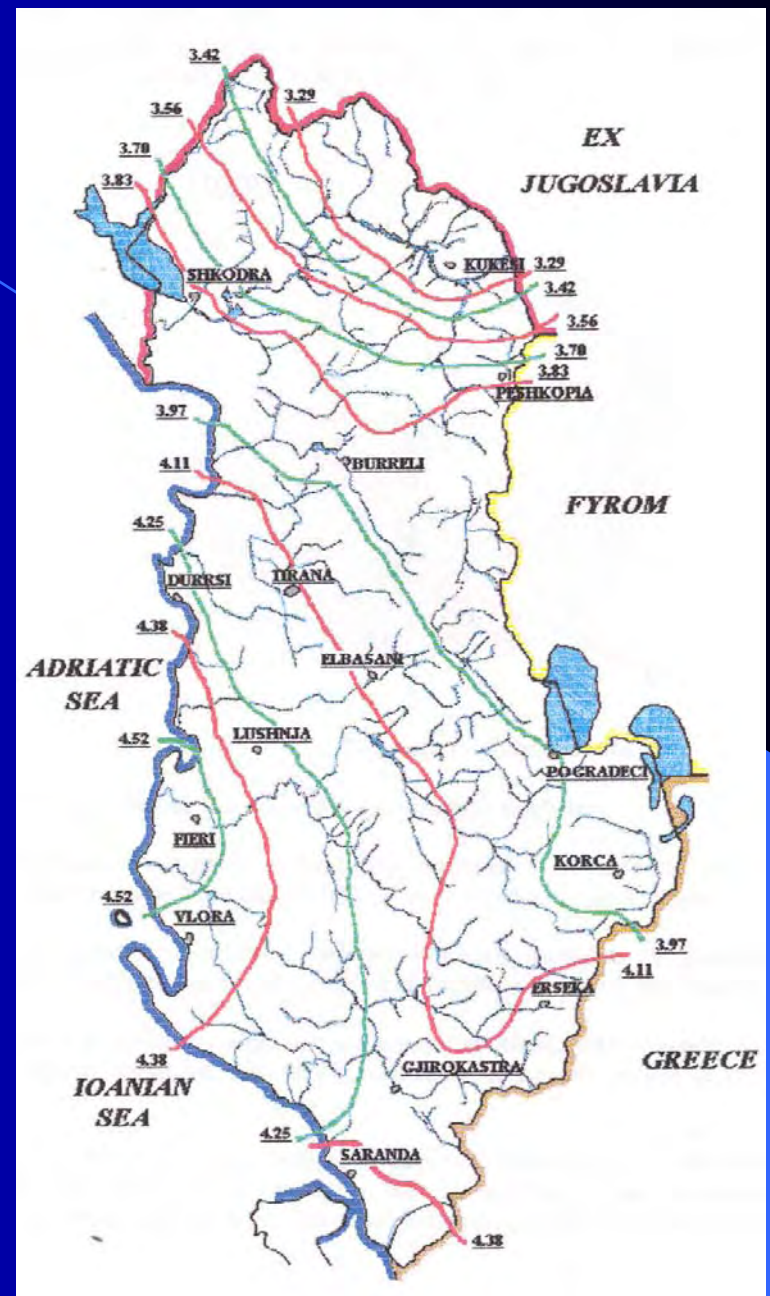 3.42
3.29
3.56
3.70
3.83
EX
JUGOSLAVIA
KUKESI
3.29
SHKODRA
3.42
3.56
3.70
3.83
PESHKOPIA
3.97
BURRELI
4.11
FYROM
4.25
DURRSI
TIRANA
4.38
ELBASANI
ADRIATIC
SEA
LUSHNJA
4.52
POGRADECI
FIERI
KORCA
4.52
VLORA
3.97
4.11
ERSEKA
4.38
GJIROKASTRA
GREECE
IOANIAN
SEA
4.25
SARANDA
4.38